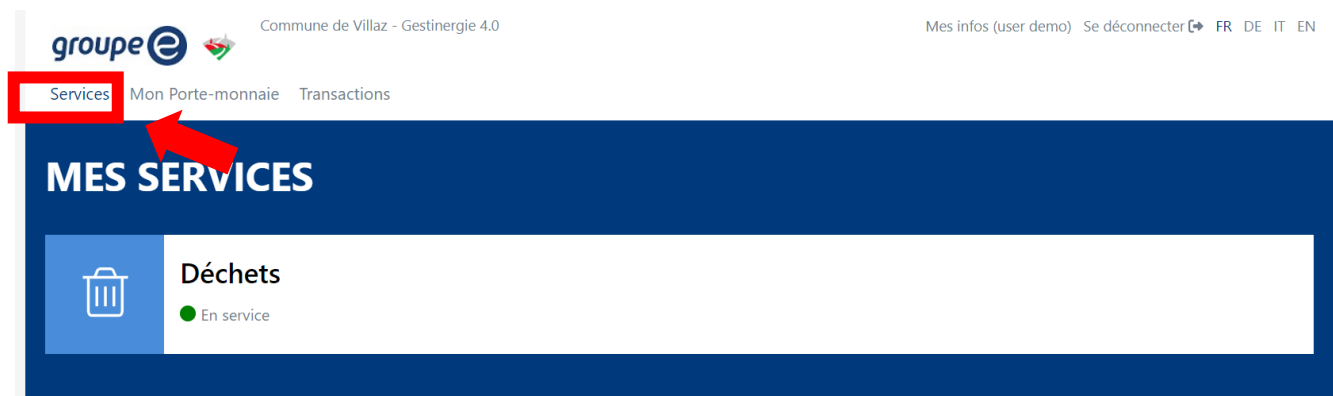 groupe e
Commune de Villaz - Gestinergie 4.0
Mes infos (user demo) Se déconnecter FR DE IT EN
Services Mon Porte-monnaie Transactions
MES SERVICES
Déchets
En service